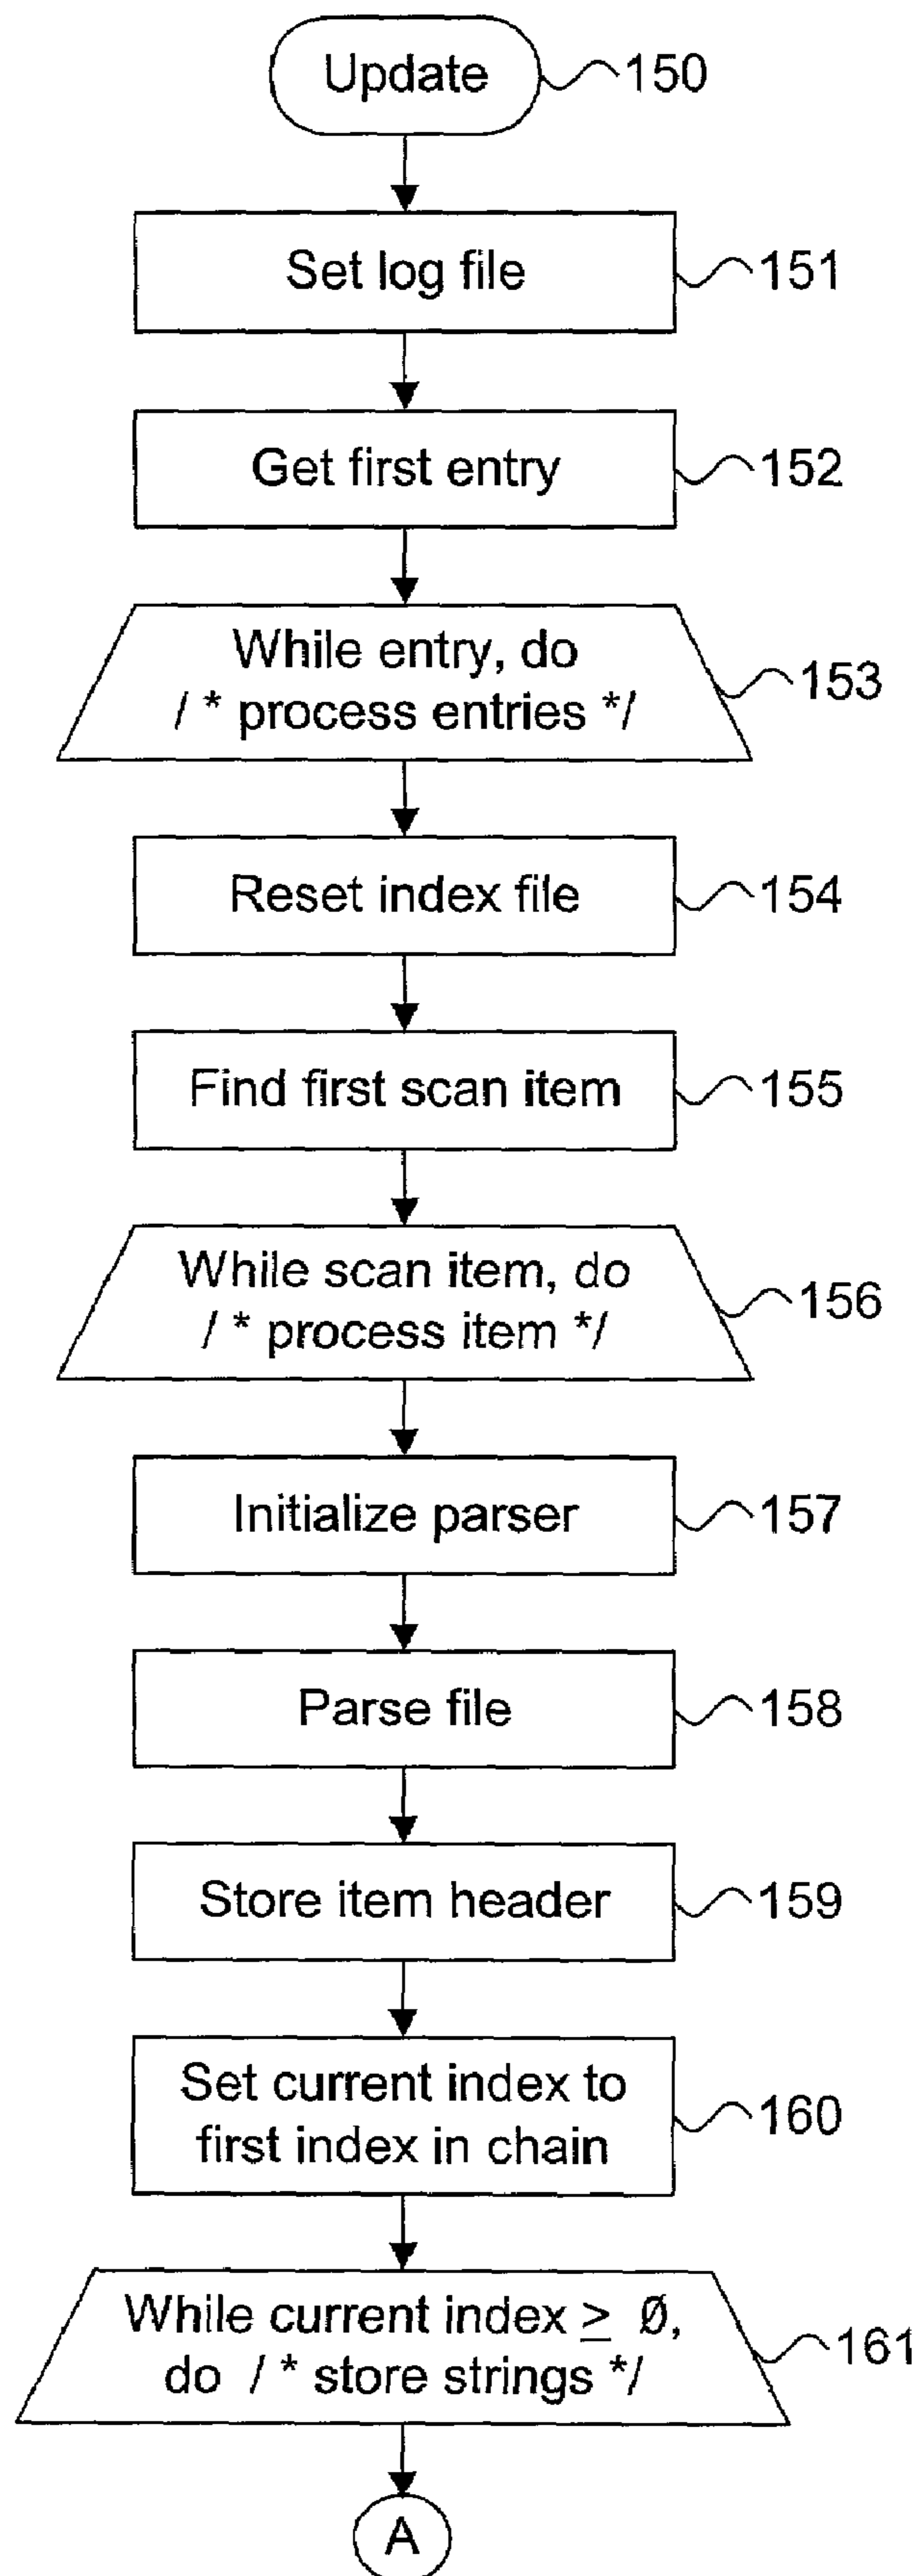 Update
150
Set log file
151
Get first entry
152
While entry, do
/ * process entries */
153
Reset index file
154
Find first scan item
155
While scan item, do
/ * process item */
156
Initialize parser
157
Parse file
158
Store item header
159
Set current index to
first index in chain
160
While current index ≥ Ø,
do / * store strings */
161
A